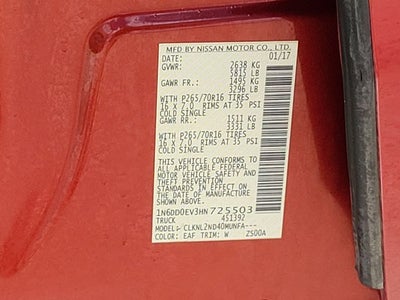 MFD BY NISSAN MOTOR CO., LTD.
DATE: 01/17
GVWR: 2638 KG
5815 LB
GAWR FR.: 1495 KG
3296 LB
WITH P265/70R16 TIRES
16 x 7.0 RIMS AT 35 PSI
COLD SINGLE
GAWR RR.: 1511 KG
3331 LB
WITH P265/70R16 TIRES
16 x 7.0 RIMS AT 35 PSI
COLD SINGLE
THIS VEHICLE CONFORMS TO
ALL APPLICABLE FEDERAL
MOTOR VEHICLE SAFETY
STANDARDS IN EFFECT ON THE
DATE OF MANUFACTURE SHOWN
ABOVE.
1N6DD0EV3HN725503
TRUCK 451392
MODEL: CLKNL2ND40MUNFA---
COLOR: EAF TRIM: W Z500A